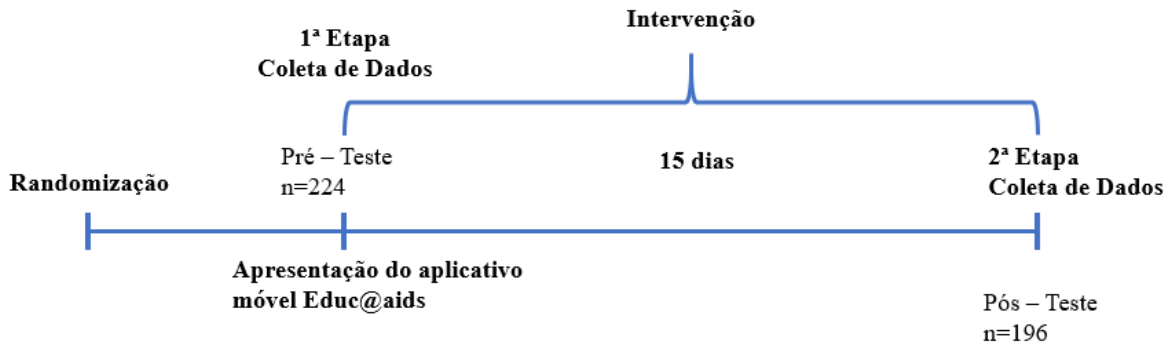 Intervenção
1ª Etapa
Coleta de Dados
Pré – Teste
n=224
15 dias
2ª Etapa
Coleta de Dados
Randomização
Apresentação do aplicativo
móvel Educ@aids
Pós – Teste
n=196